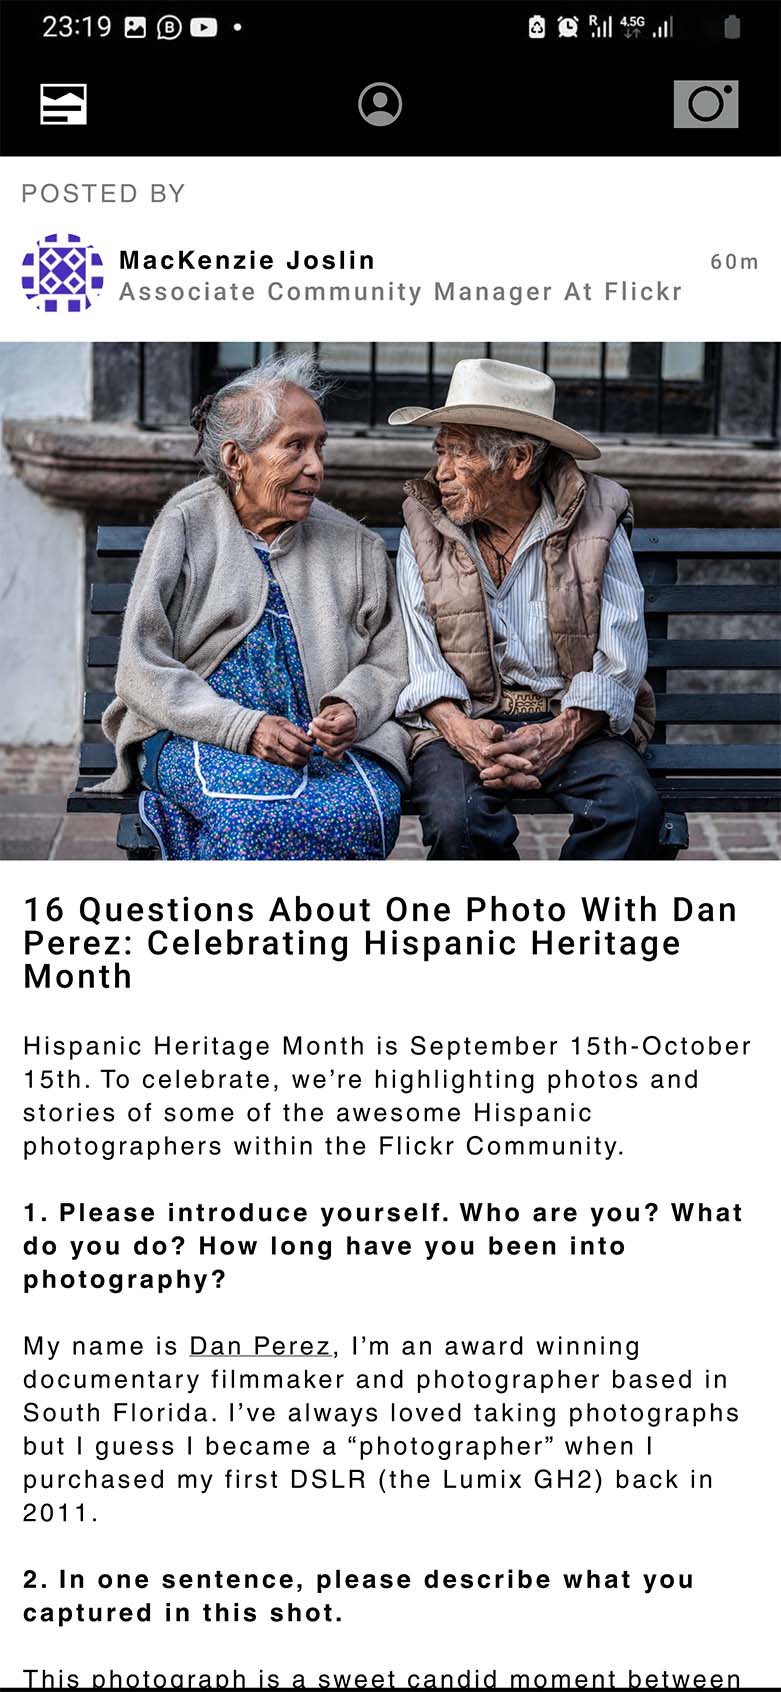 23:19
B
R
4.5G
POSTED BY
MacKenzie Joslin
60m
Associate Community Manager At Flickr
16 Questions About One Photo With Dan
Perez: Celebrating Hispanic Heritage
Month
Hispanic Heritage Month is September 15th-October
15th. To celebrate, we’re highlighting photos and
stories of some of the awesome Hispanic
photographers within the Flickr Community.
1. Please introduce yourself. Who are you? What
do you do? How long have you been into
photography?
My name is Dan Perez, I’m an award winning
documentary filmmaker and photographer based in
South Florida. I’ve always loved taking photographs
but I guess I became a “photographer” when I
purchased my first DSLR (the Lumix GH2) back in
2011.
2. In one sentence, please describe what you
captured in this shot.
This photograph is a sweet candid moment between